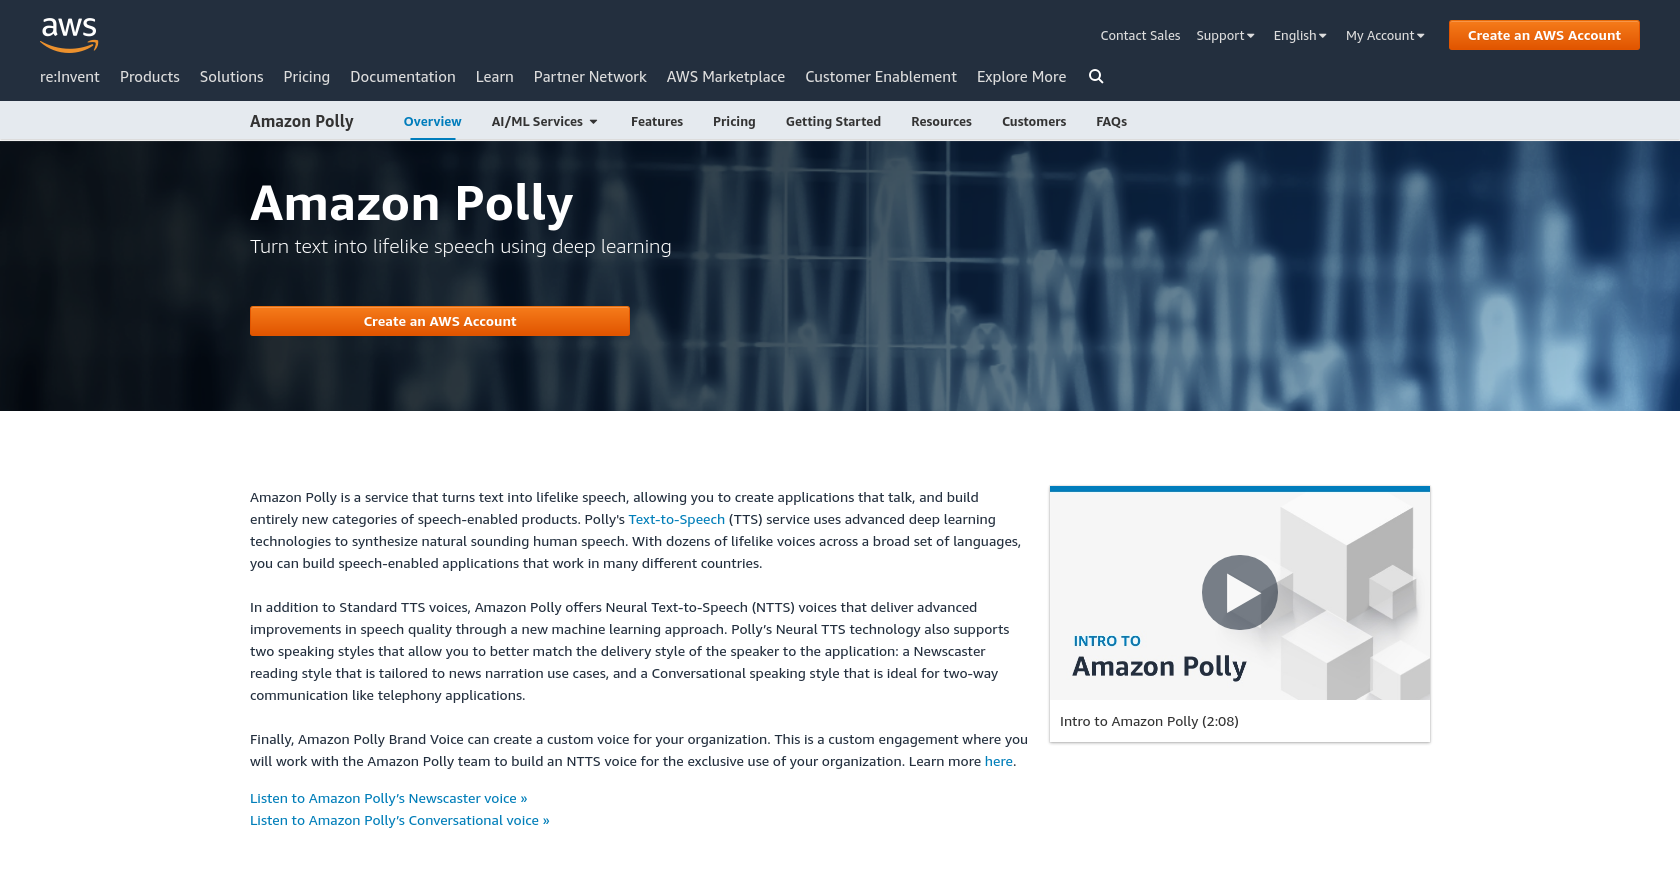 aws
Contact Sales Support English My Account Create an AWS Account
re:Invent Products Solutions Pricing Documentation Learn Partner Network AWS Marketplace Customer Enablement Explore More
Amazon Polly Overview AI/ML Services Features Pricing Getting Started Resources Customers FAQs
Amazon Polly
Turn text into lifelike speech using deep learning
Create an AWS Account
Amazon Polly is a service that turns text into lifelike speech, allowing you to create applications that talk, and build
entirely new categories of speech-enabled products. Polly's Text-to-Speech (TTS) service uses advanced deep learning
technologies to synthesize natural sounding human speech. With dozens of lifelike voices across a broad set of languages,
you can build speech-enabled applications that work in many different countries.
In addition to Standard TTS voices, Amazon Polly offers Neural Text-to-Speech (NTTS) voices that deliver advanced
improvements in speech quality through a new machine learning approach. Polly’s Neural TTS technology also supports
two speaking styles that allow you to better match the delivery style of the speaker to the application: a Newscaster
reading style that is tailored to news narration use cases, and a Conversational speaking style that is ideal for two-way
communication like telephony applications.
Finally, Amazon Polly Brand Voice can create a custom voice for your organization. This is a custom engagement where you
will work with the Amazon Polly team to build an NTTS voice for the exclusive use of your organization. Learn more here.
Listen to Amazon Polly’s Newscaster voice »
Listen to Amazon Polly’s Conversational voice »
INTRO TO
Amazon Polly
Intro to Amazon Polly (2:08)